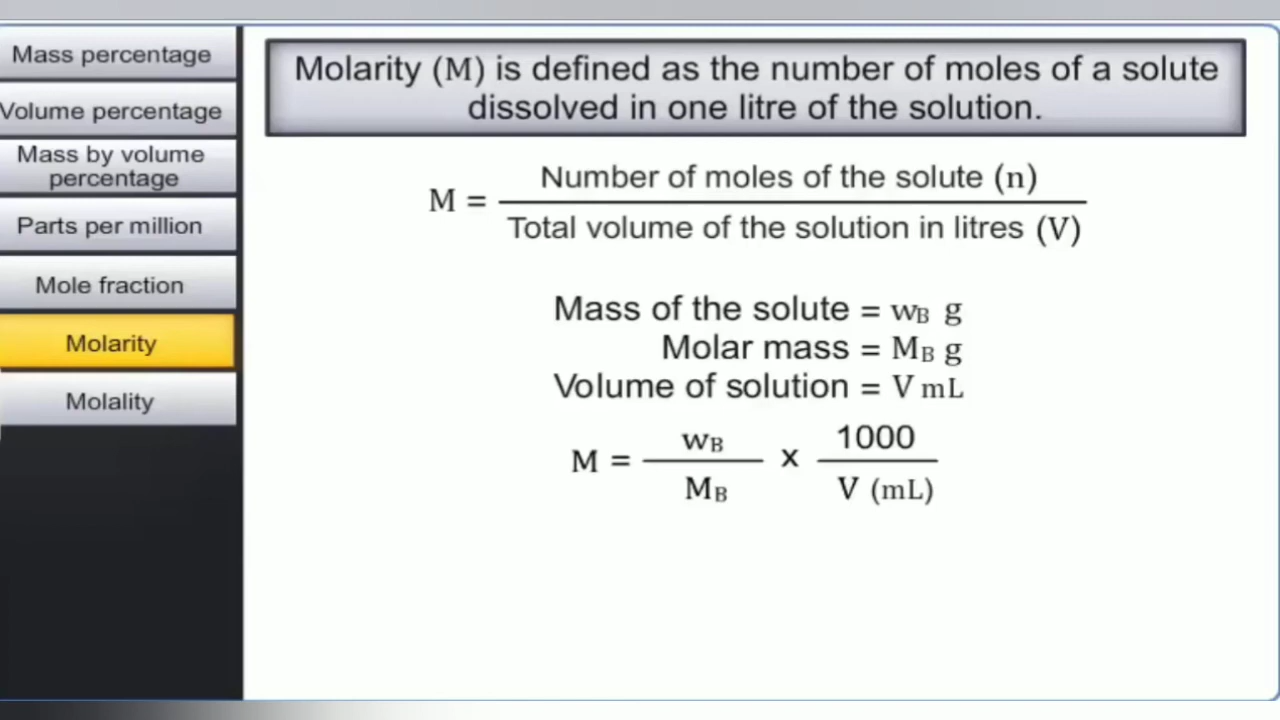 Mass percentage
Volume percentage
Mass by volume
percentage
Parts per million
Mole fraction
Molarity
Molality
Molarity (M) is defined as the number of moles of a solute
dissolved in one litre of the solution.
M = Number of moles of the solute (n) / Total volume of the solution in litres (V)
Mass of the solute = wB g
Molar mass = MB g
Volume of solution = V mL
M = wB / MB x 1000 / V (mL)